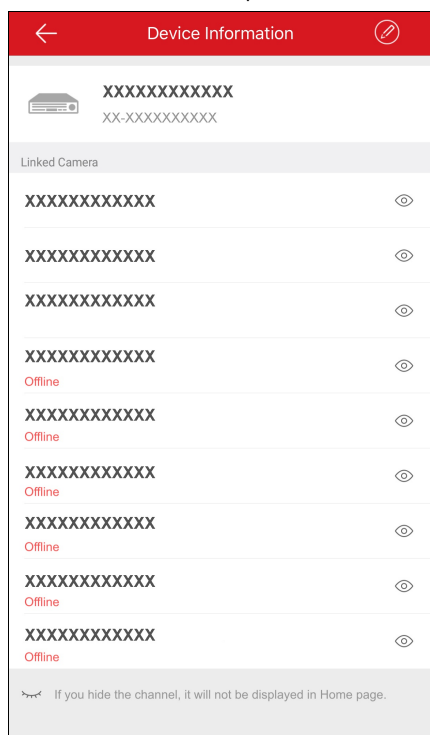 Device Information
XXXXXXXXXXXX
XX-XXXXXXXXXX
Linked Camera
XXXXXXXXXXXX
XXXXXXXXXXXX
XXXXXXXXXXXX
XXXXXXXXXXXX
Offline
XXXXXXXXXXXX
Offline
XXXXXXXXXXXX
Offline
XXXXXXXXXXXX
Offline
XXXXXXXXXXXX
Offline
XXXXXXXXXXXX
Offline
If you hide the channel, it will not be displayed in Home page.